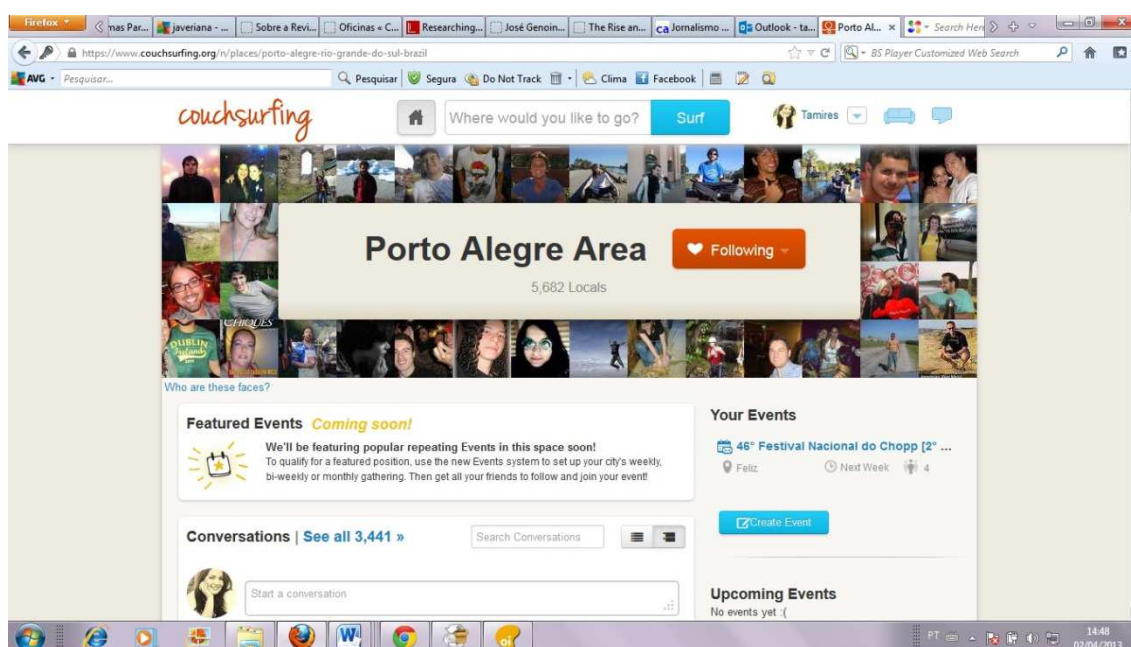 Firefox
mas Par...
javeriana - ...
Sobre a Revi...
Oficinas « C...
Researching...
José Genoin...
The Rise an...
ca Jornalismo ...
Outlook - ta...
Porto Al... ×
Search Her
https://www.couchsurfing.org/n/places/porto-alegre-rio-grande-do-sul-brazil
BS Player Customized Web Search
AVG
Pesquisar...
Pesquisar
Segura
Do Not Track
Clima
Facebook
couchsurfing
Where would you like to go?
Surf
Tamires
Porto Alegre Area
Following
5,682 Locals
CHIQUES
DUBLIN
Ireland
Who are these faces?
Featured Events Coming soon!
We'll be featuring popular repeating Events in this space soon!
To qualify for a featured position, use the new Events system to set up your city's weekly,
bi-weekly or monthly gathering. Then get all your friends to follow and join your event!
Your Events
46° Festival Nacional do Chopp [2° ...
Feliz
Next Week
4
Create Event
Conversations | See all 3,441 »
Search Conversations
Start a conversation
Upcoming Events
No events yet :(
W
oi
PT
14:48
02/04/2013